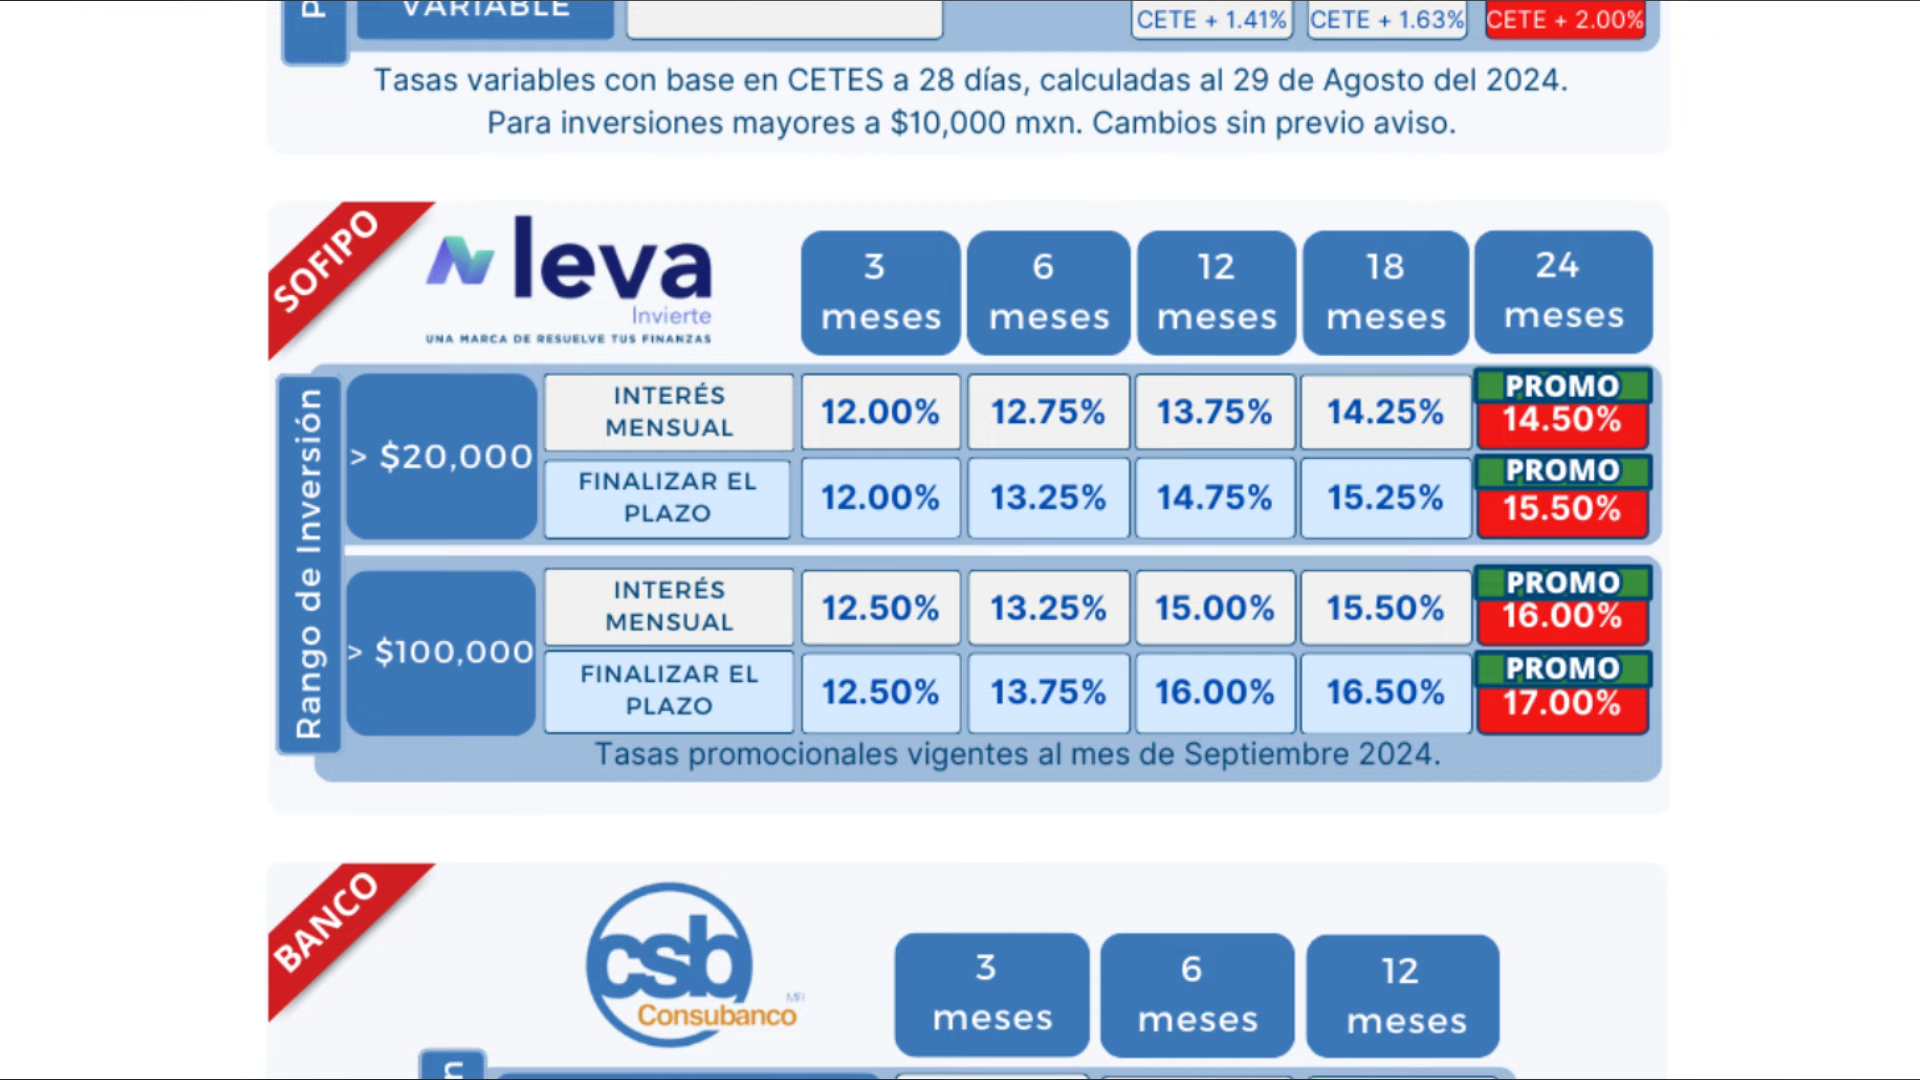 VARIABLE
CETE + 1.41%
CETE + 1.63%
CETE + 2.00%
Tasas variables con base en CETES a 28 días, calculadas al 29 de Agosto del 2024.
Para inversiones mayores a $10,000 mxn. Cambios sin previo aviso.
SOFIPO
leva
Invierte
UNA MARCA DE RESUELVE TUS FINANZAS
3
meses
6
meses
12
meses
18
meses
24
meses
Rango de Inversión
> $20,000
INTERÉS
MENSUAL
12.00%
12.75%
13.75%
14.25%
PROMO
14.50%
FINALIZAR EL
PLAZO
12.00%
13.25%
14.75%
15.25%
PROMO
15.50%
> $100,000
INTERÉS
MENSUAL
12.50%
13.25%
15.00%
15.50%
PROMO
16.00%
FINALIZAR EL
PLAZO
12.50%
13.75%
16.00%
16.50%
PROMO
17.00%
Tasas promocionales vigentes al mes de Septiembre 2024.
BANCO
csb
MR
Consubanco
3
meses
6
meses
12
meses